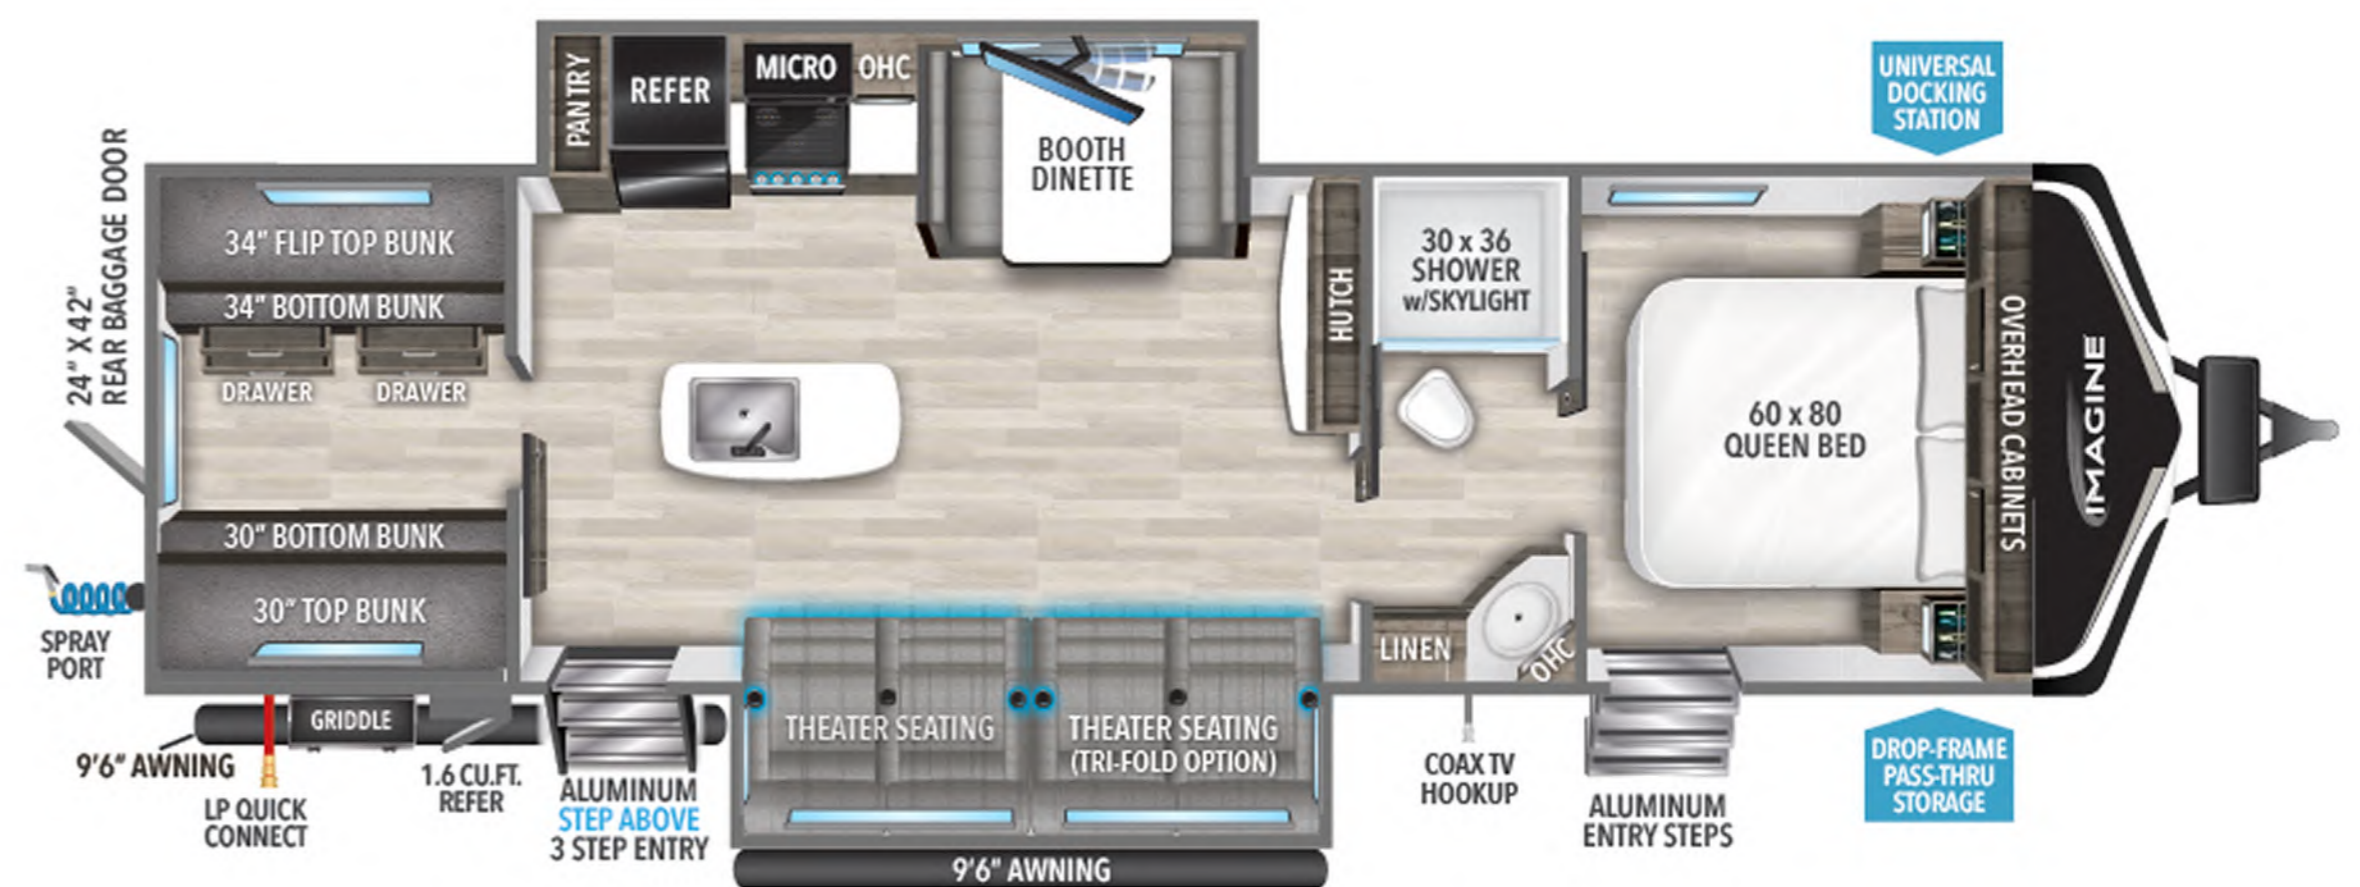 UNIVERSAL
DOCKING
STATION
PANTRY
REFER
MICRO
OHC
BOOTH
DINETTE
24" X 42"
REAR BAGGAGE DOOR
34" FLIP TOP BUNK
34" BOTTOM BUNK
DRAWER
DRAWER
HUTCH
30 x 36
SHOWER
w/SKYLIGHT
60 x 80
QUEEN BED
OVERHEAD CABINETS
IMAGINE
30" BOTTOM BUNK
30" TOP BUNK
SPRAY
PORT
LINEN
OHC
GRIDDLE
9'6" AWNING
LP QUICK
CONNECT
1.6 CU.FT.
REFER
ALUMINUM
STEP ABOVE
3 STEP ENTRY
THEATER SEATING
THEATER SEATING
(TRI-FOLD OPTION)
9'6" AWNING
COAX TV
HOOKUP
ALUMINUM
ENTRY STEPS
DROP-FRAME
PASS-THRU
STORAGE